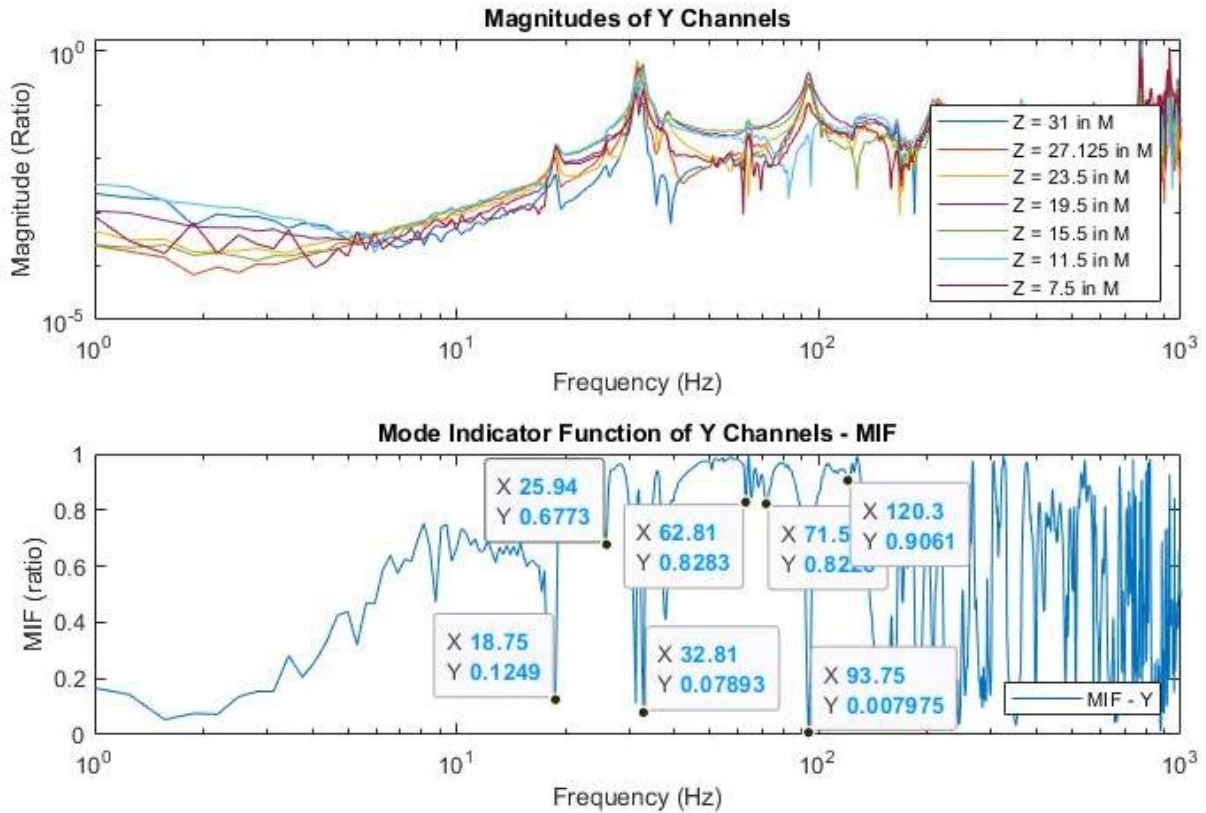 Magnitudes of Y Channels
10^0
10^-5
Magnitude (Ratio)
Z = 31 in M
Z = 27.125 in M
Z = 23.5 in M
Z = 19.5 in M
Z = 15.5 in M
Z = 11.5 in M
Z = 7.5 in M
10^0
10^1
10^2
10^3
Frequency (Hz)
Mode Indicator Function of Y Channels - MIF
1
0.8
0.6
0.4
0.2
0
MIF (ratio)
X 25.94
Y 0.6773
X 62.81
Y 0.8283
X 71.5
Y 0.822
X 120.3
Y 0.9061
X 18.75
Y 0.1249
X 32.81
Y 0.07893
X 93.75
Y 0.007975
MIF - Y
10^0
10^1
10^2
10^3
Frequency (Hz)